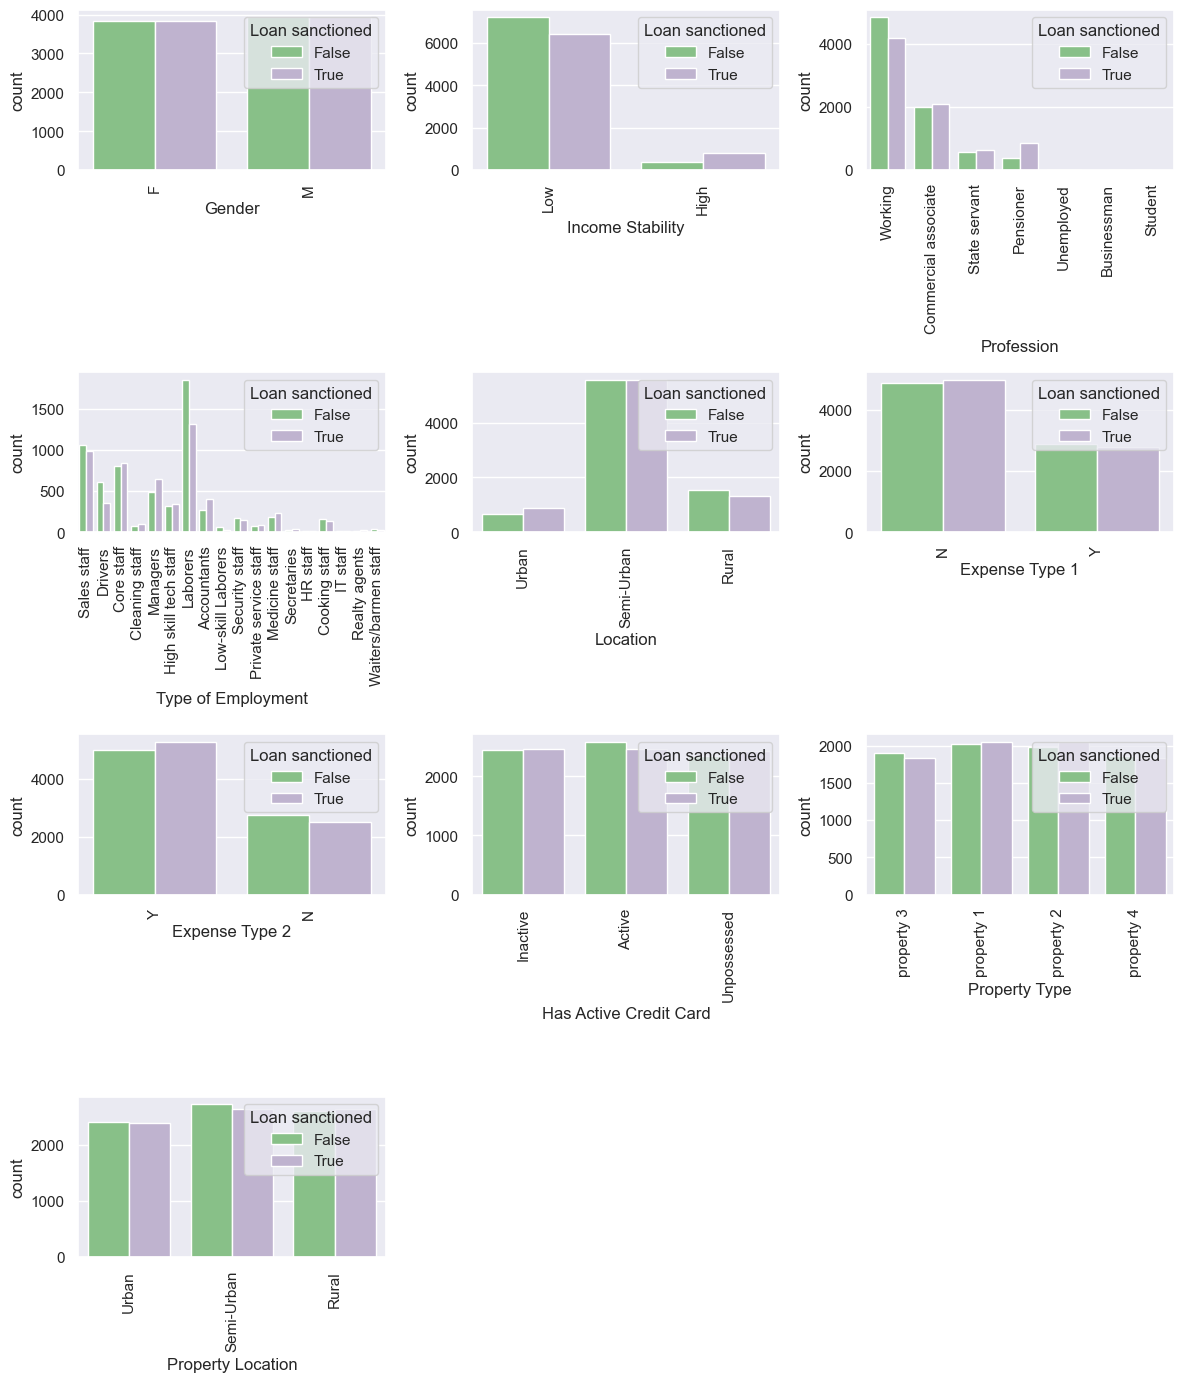 Loan sanctioned
False
True
count
4000
3000
2000
1000
0
F
M
Gender
Loan sanctioned
False
True
count
6000
4000
2000
0
Low
High
Income Stability
Loan sanctioned
False
True
count
4000
2000
0
Working
Commercial associate
State servant
Pensioner
Unemployed
Businessman
Student
Profession
Loan sanctioned
False
True
count
1500
1000
500
0
Sales staff
Drivers
Core staff
Cleaning staff
Managers
High skill tech staff
Laborers
Accountants
Low-skill Laborers
Security staff
Private service staff
Medicine staff
Secretaries
HR staff
Cooking staff
IT staff
Realty agents
Waiters/barmen staff
Type of Employment
Loan sanctioned
False
True
count
4000
2000
0
Urban
Semi-Urban
Rural
Location
Loan sanctioned
False
True
count
4000
2000
0
N
Y
Expense Type 1
Loan sanctioned
False
True
count
4000
2000
0
Y
N
Expense Type 2
Loan sanctioned
False
True
count
2000
1000
0
Inactive
Active
Unpossessed
Has Active Credit Card
Loan sanctioned
False
True
count
2000
1500
1000
500
0
property 3
property 1
property 2
property 4
Property Type
Loan sanctioned
False
True
count
2000
1000
0
Urban
Semi-Urban
Rural
Property Location